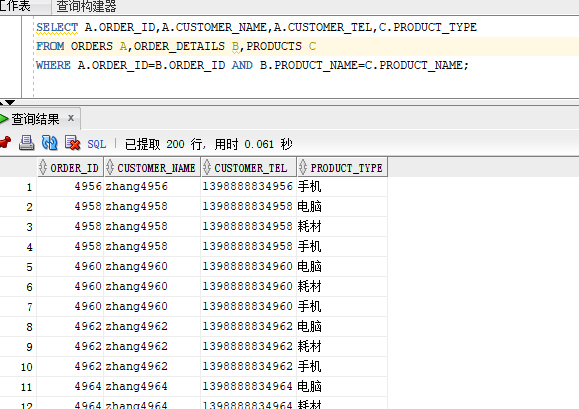 工作表 查询构建器
SELECT A.ORDER_ID,A.CUSTOMER_NAME,A.CUSTOMER_TEL,C.PRODUCT_TYPE
FROM ORDERS A,ORDER_DETAILS B,PRODUCTS C
WHERE A.ORDER_ID=B.ORDER_ID AND B.PRODUCT_NAME=C.PRODUCT_NAME;
查询结果 x
SQL | 已提取 200 行, 用时 0.061 秒
ORDER_ID CUSTOMER_NAME CUSTOMER_TEL PRODUCT_TYPE
1 4956 zhang4956 1398888834956 手机
2 4958 zhang4958 1398888834958 电脑
3 4958 zhang4958 1398888834958 耗材
4 4958 zhang4958 1398888834958 手机
5 4960 zhang4960 1398888834960 电脑
6 4960 zhang4960 1398888834960 耗材
7 4960 zhang4960 1398888834960 手机
8 4962 zhang4962 1398888834962 电脑
9 4962 zhang4962 1398888834962 耗材
10 4962 zhang4962 1398888834962 手机
11 4964 zhang4964 1398888834964 电脑
12 4964 zhang4964 1398888834964 耗材